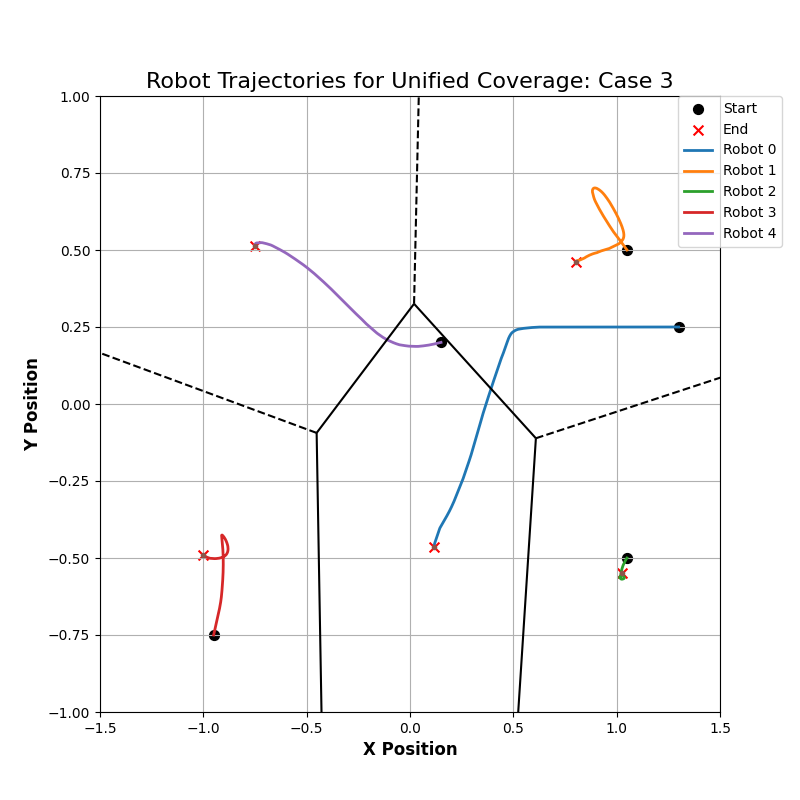 Robot Trajectories for Unified Coverage: Case 3
Start
End
Robot 0
Robot 1
Robot 2
Robot 3
Robot 4
1.00
0.75
0.50
0.25
0.00
−0.25
−0.50
−0.75
−1.00
Y Position
−1.5
−1.0
−0.5
0.0
0.5
1.0
1.5
X Position